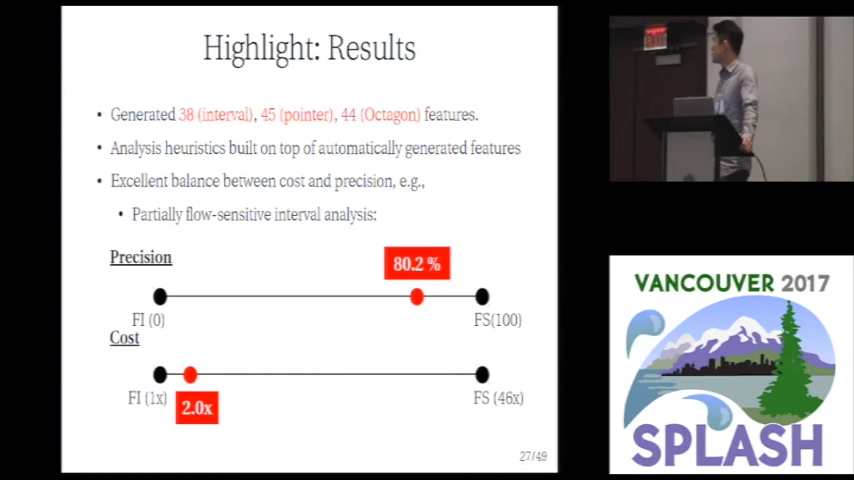 Highlight: Results
• Generated 38 (interval), 45 (pointer), 44 (Octagon) features.
• Analysis heuristics built on top of automatically generated features
• Excellent balance between cost and precision, e.g.,
• Partially flow-sensitive interval analysis:
Precision
80.2 %
FI (0)
FS(100)
Cost
FI (1x)
2.0x
FS (46x)
27/49
EXIT
VANCOUVER 2017
SPLASH